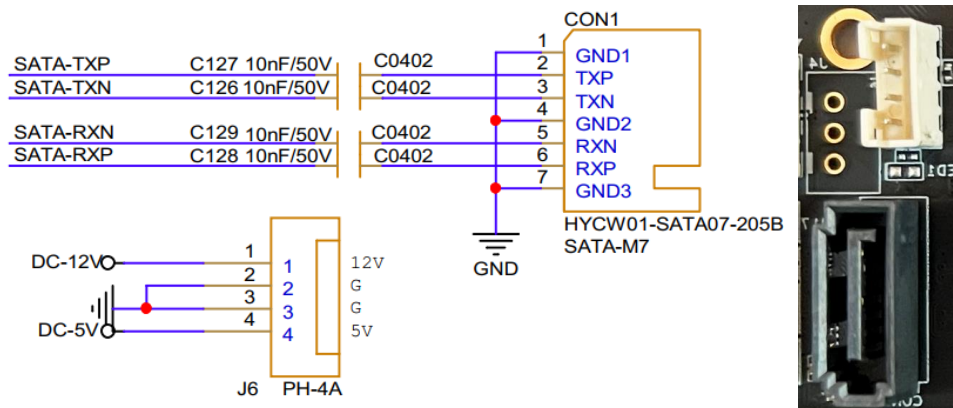 CON1
SATA-TXP C127 10nF/50V C0402 1 GND1
2 TXP
SATA-TXN C126 10nF/50V C0402 3 TXN
4 GND2
SATA-RXN C129 10nF/50V C0402 5 RXN
SATA-RXP C128 10nF/50V C0402 6 RXP
7 GND3
HYCW01-SATA07-205B
SATA-M7
GND
DC-12V 1 1 12V
2 2 G
3 3 G
DC-5V 4 4 5V
J6 PH-4A
J4
ED1